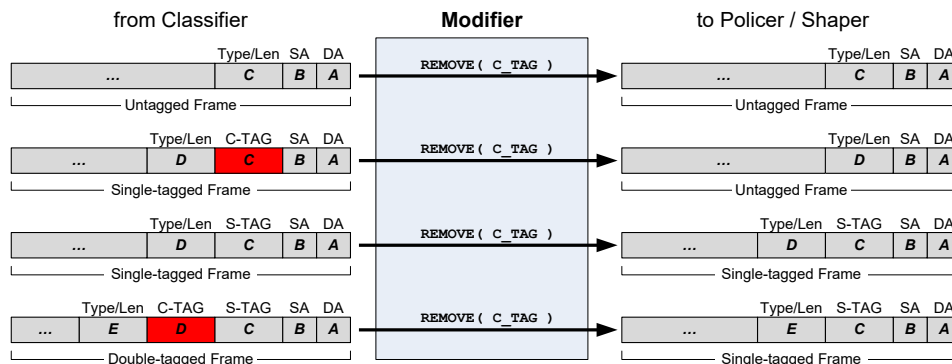 from Classifier Modifier to Policer / Shaper
Type/Len SA DA REMOVE( C_TAG ) Type/Len SA DA
... C B A ... C B A
Untagged Frame Untagged Frame
Type/Len C-TAG SA DA REMOVE( C_TAG ) Type/Len SA DA
... D C B A ... D B A
Single-tagged Frame Untagged Frame
Type/Len S-TAG SA DA REMOVE( C_TAG ) Type/Len S-TAG SA DA
... D C B A ... D C B A
Single-tagged Frame Single-tagged Frame
Type/Len C-TAG S-TAG SA DA REMOVE( C_TAG ) Type/Len S-TAG SA DA
... E D C B A ... E C B A
Double-tagged Frame Single-tagged Frame